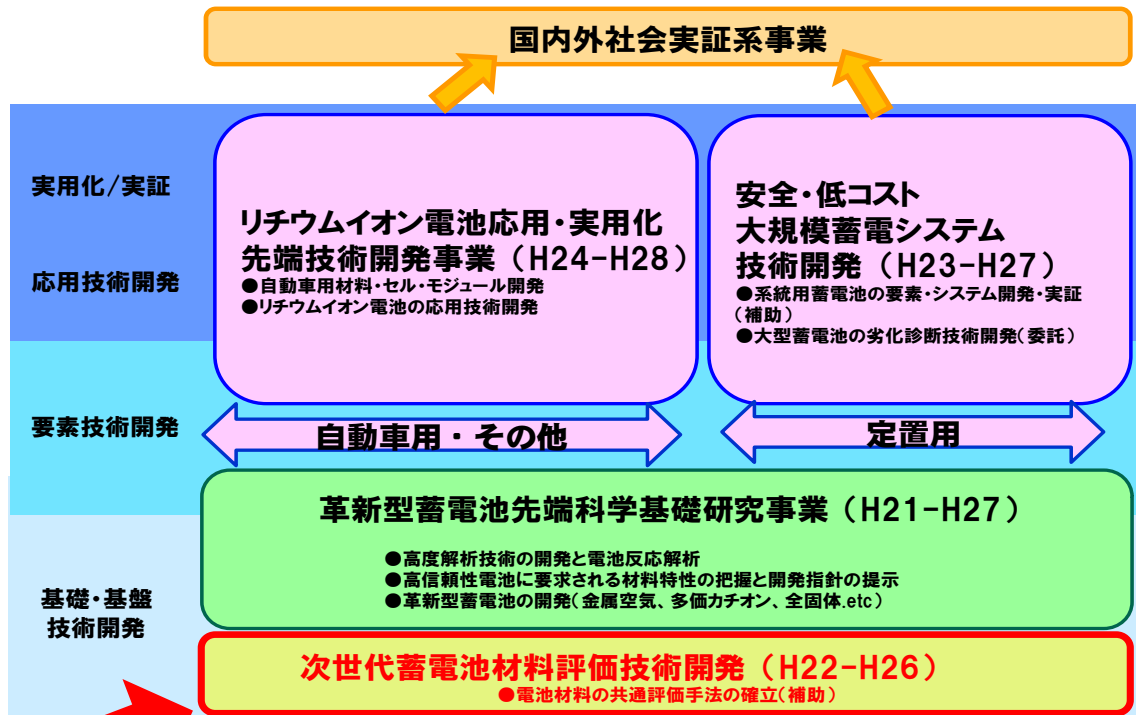 国内外社会実証系事業
実用化/実証
応用技術開発
リチウムイオン電池応用・実用化
先端技術開発事業（H24-H28）
●自動車用材料・セル・モジュール開発
●リチウムイオン電池の応用技術開発
安全・低コスト
大規模蓄電システム
技術開発（H23-H27）
●系統用蓄電池の要素・システム開発・実証
（補助）
●大型蓄電池の劣化診断技術開発（委託）
要素技術開発
自動車用・その他
定置用
革新型蓄電池先端科学基礎研究事業（H21-H27）
●高度解析技術の開発と電池反応解析
●高信頼性電池に要求される材料特性の把握と開発指針の提示
●革新型蓄電池の開発（金属空気、多価カチオン、全固体.etc）
基礎・基盤
技術開発
次世代蓄電池材料評価技術開発（H22-H26）
●電池材料の共通評価手法の確立（補助）